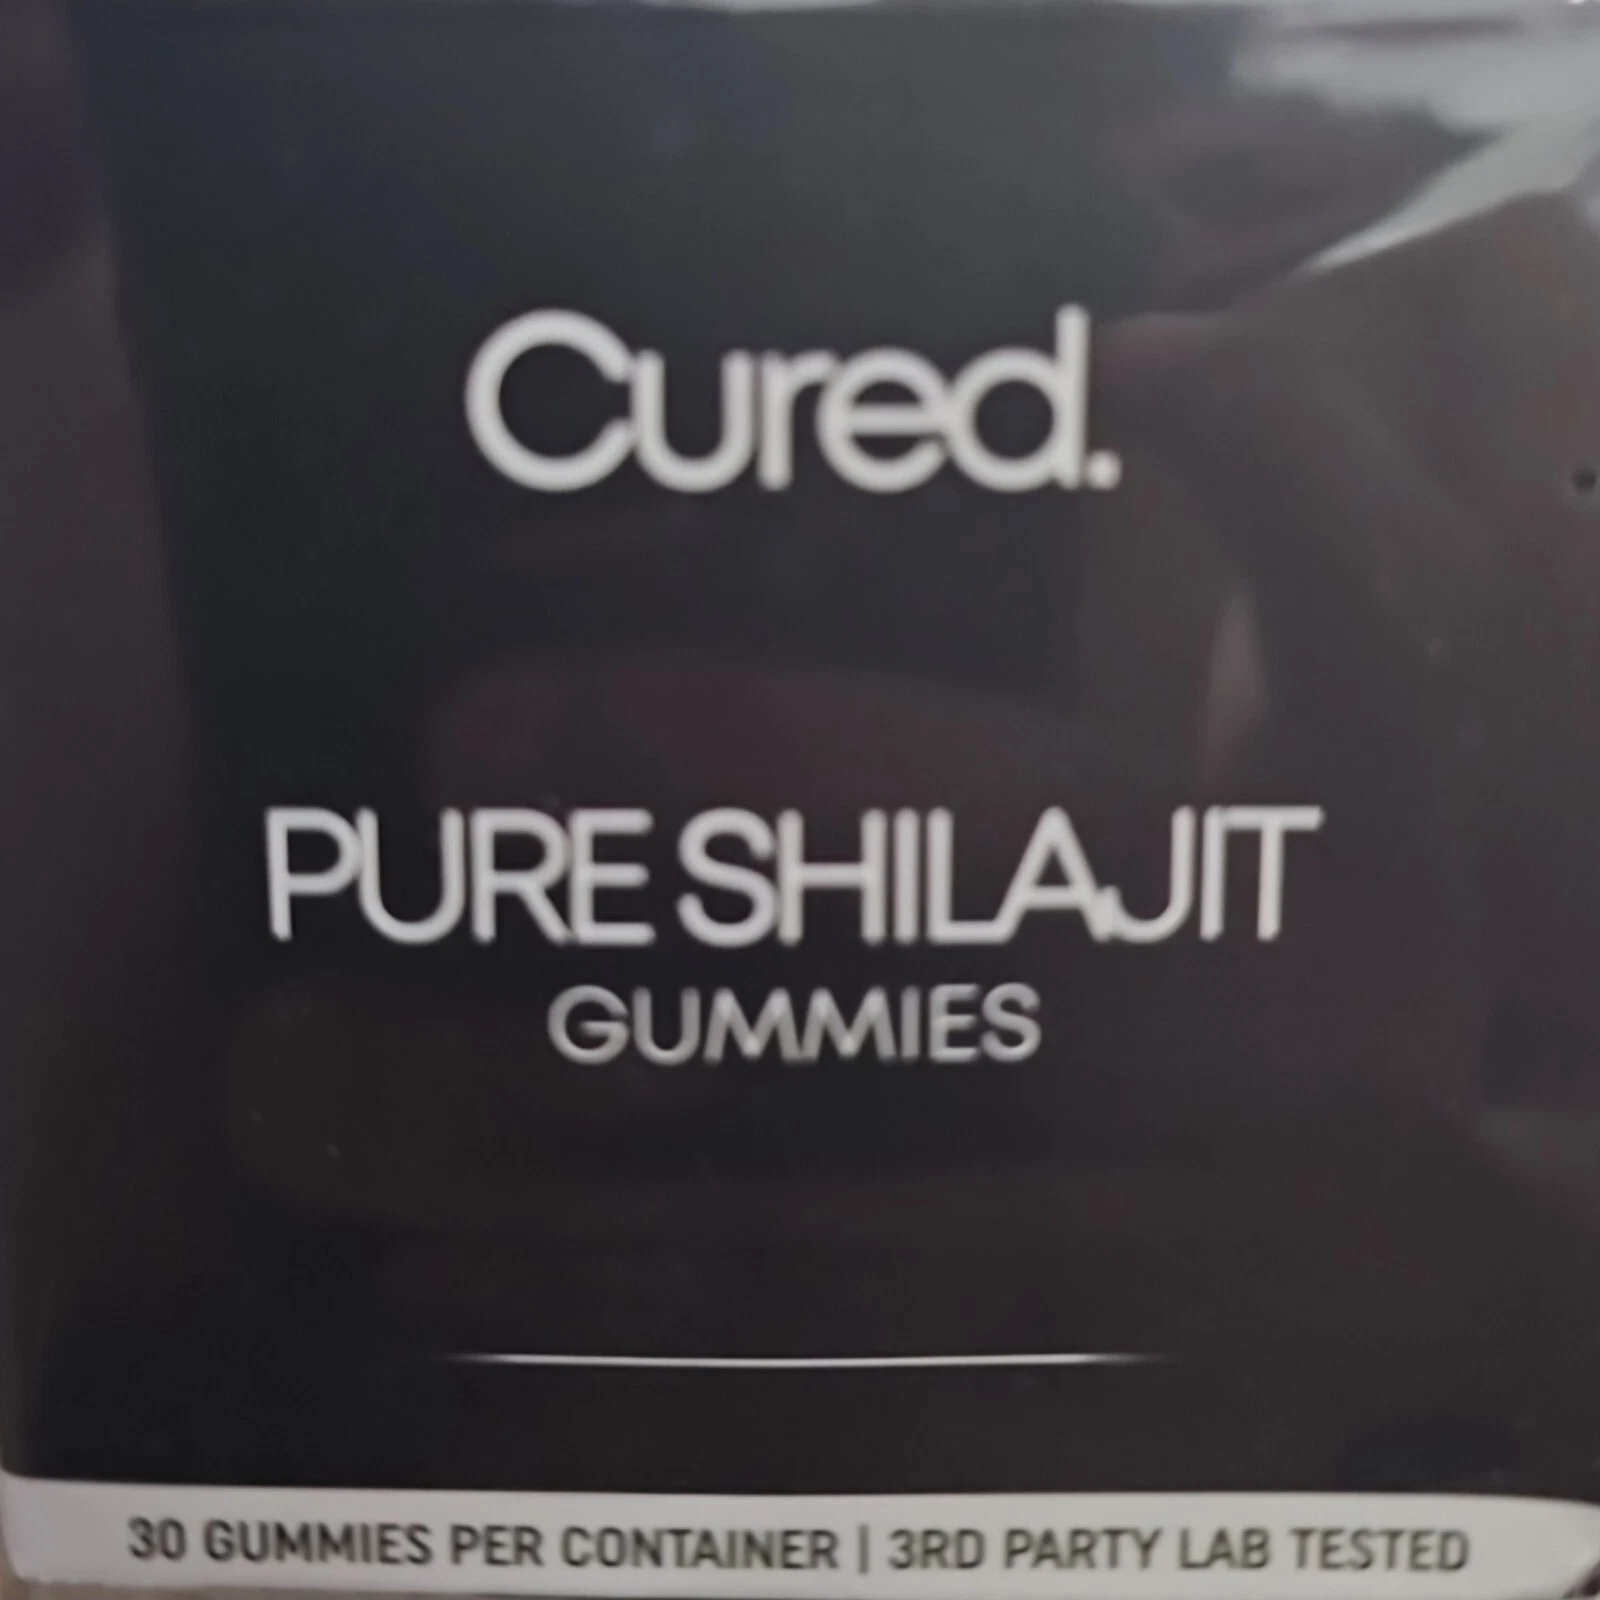 Cured.
PURE SHILAJIT
GUMMIES
30 GUMMIES PER CONTAINER | 3RD PARTY LAB TESTED